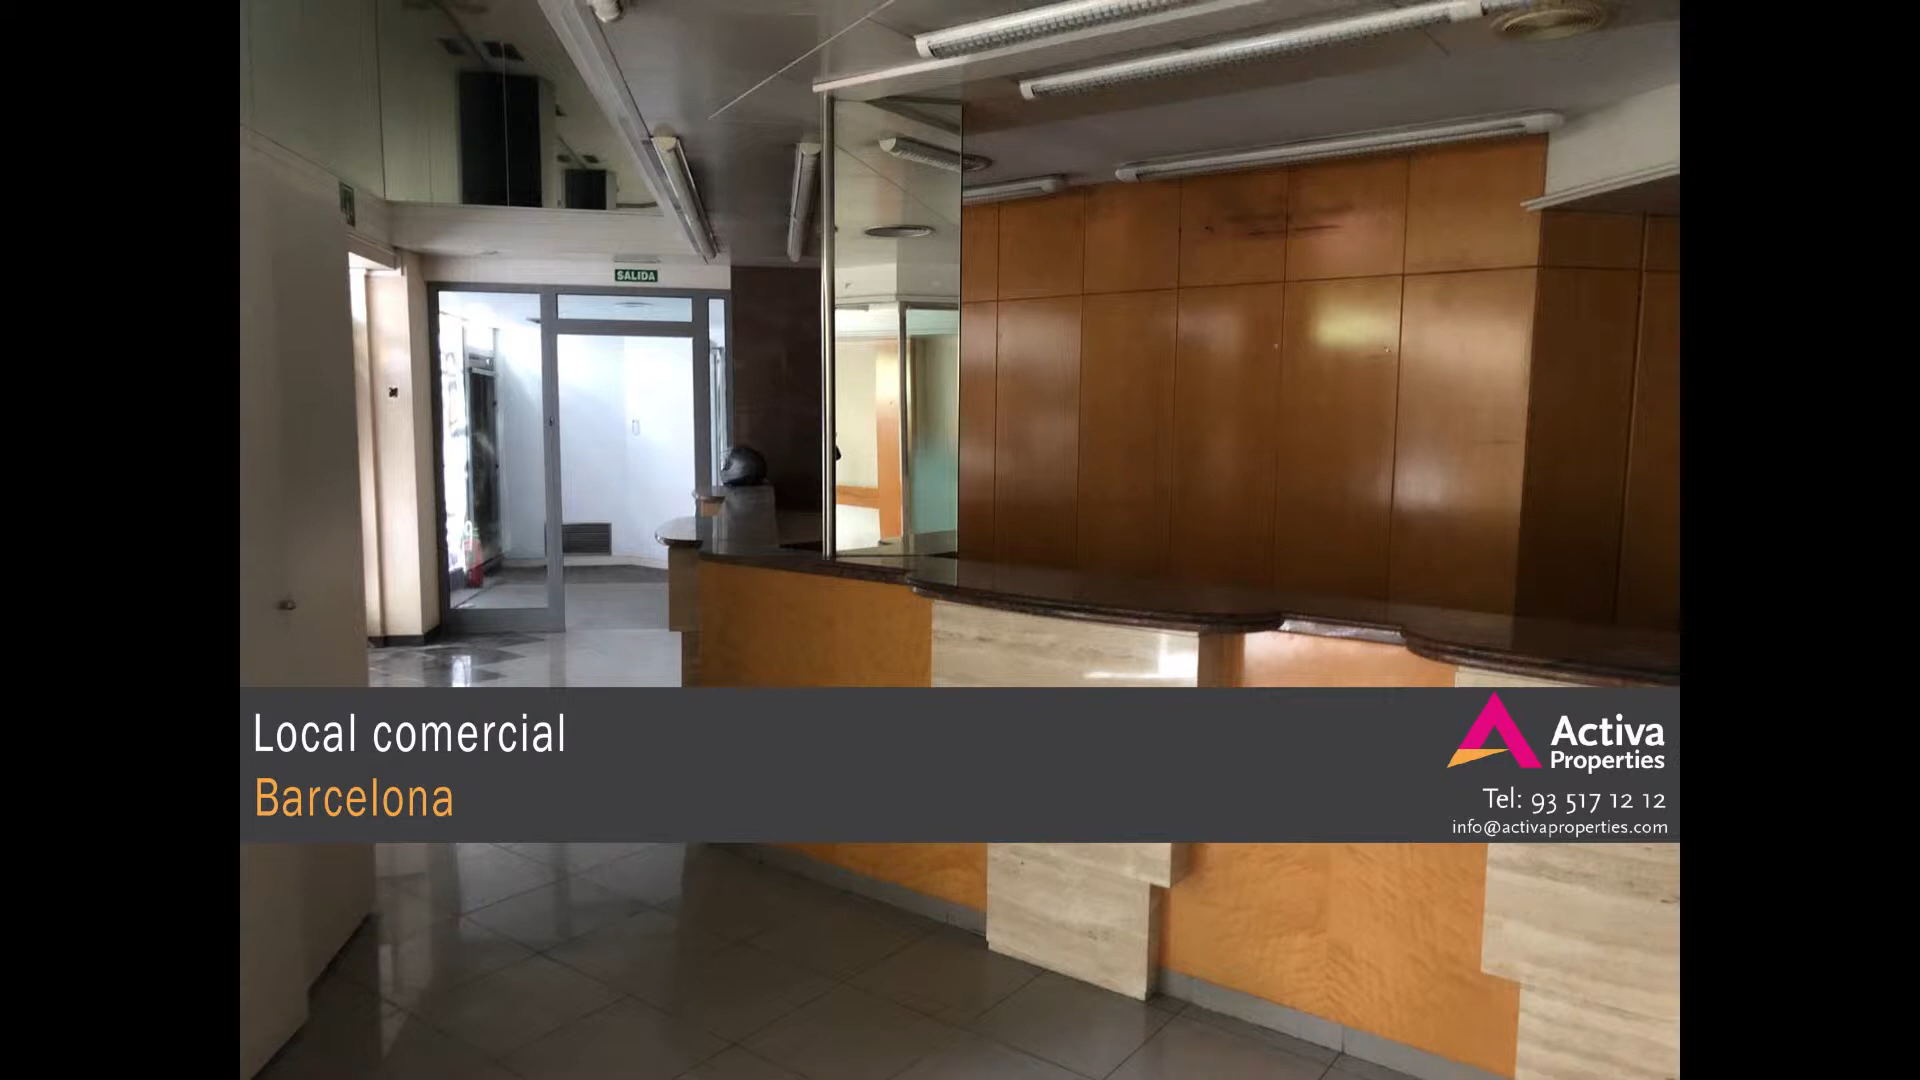 SALIDA
Local comercial
Barcelona
Activa
Properties
Tel: 93 517 12 12
info@activaproperties.com